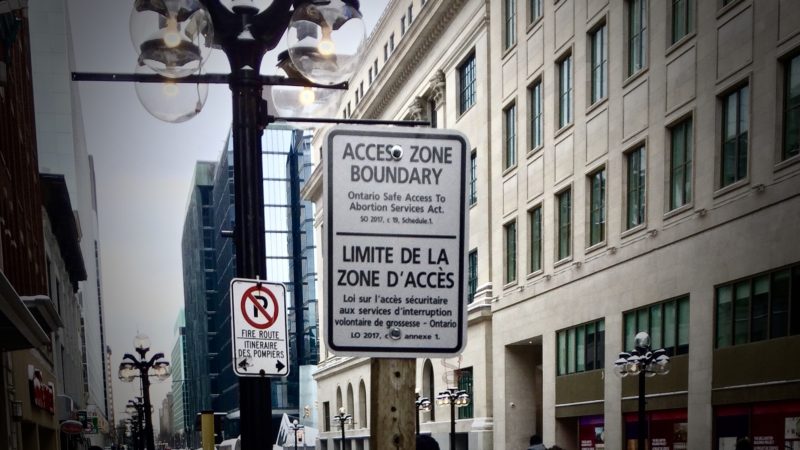 ACCESS ZONE
BOUNDARY
Ontario Safe Access To
Abortion Services Act.
SO 2017, c 19, Schedule.1.
LIMITE DE LA
ZONE D'ACCÈS
Loi sur l'accès sécuritaire
aux services d'interruption
volontaire de grossesse - Ontario
LO 2017, c annexe 1.
P
FIRE ROUTE
ITINERAIRE
DES POMPIERS